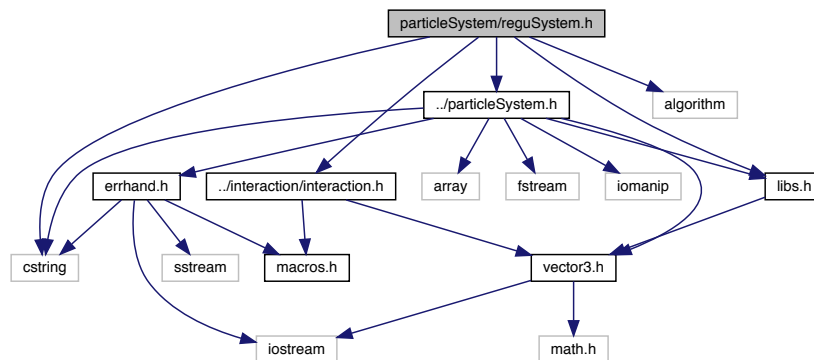 particleSystem/reguSystem.h
../particleSystem.h
algorithm
errhand.h
../interaction/interaction.h
array
fstream
iomanip
libs.h
cstring
sstream
macros.h
vector3.h
iostream
math.h